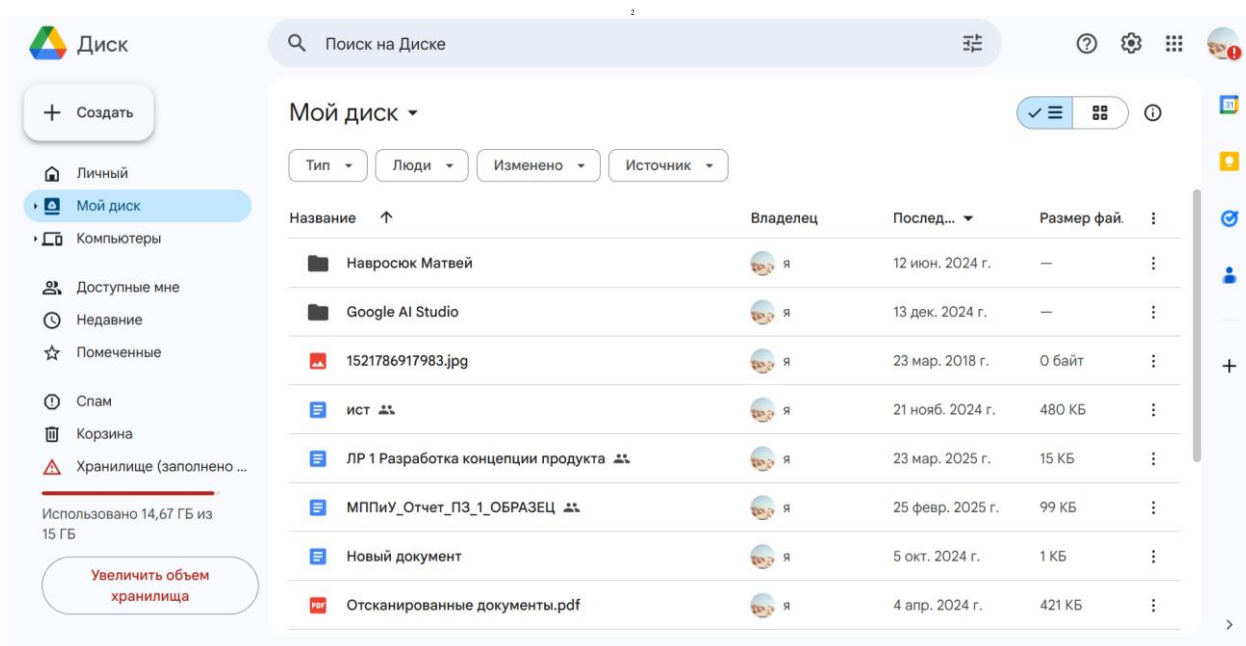 2
Диск
Поиск на Диске
Создать
Личный
Мой диск
Компьютеры
Доступные мне
Недавние
Помеченные
Спам
Корзина
Хранилище (заполнено ...
Использовано 14,67 ГБ из
15 ГБ
Увеличить объем
хранилища
Мой диск
Тип Люди Изменено Источник
Название Владелец Послед... Размер фай.
Навросюк Матвей я 12 июн. 2024 г. —
Google AI Studio я 13 дек. 2024 г. —
1521786917983.jpg я 23 мар. 2018 г. 0 байт
ист я 21 нояб. 2024 г. 480 КБ
ЛР 1 Разработка концепции продукта я 23 мар. 2025 г. 15 КБ
МППиУ_Отчет_ПЗ_1_ОБРАЗЕЦ я 25 февр. 2025 г. 99 КБ
Новый документ я 5 окт. 2024 г. 1 КБ
PDF Отсканированные документы.pdf я 4 апр. 2024 г. 421 КБ
31